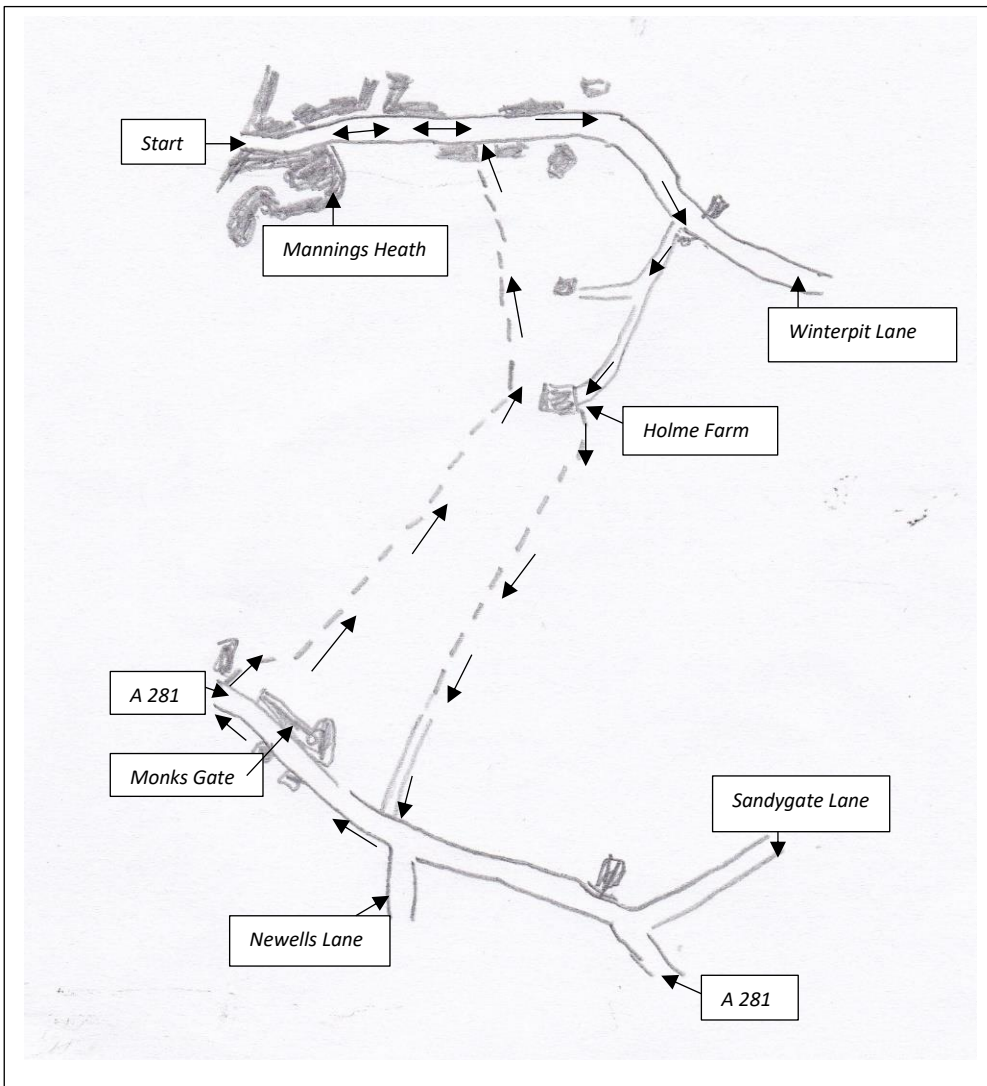 Start
Mannings Heath
Winterpit Lane
Holme Farm
A 281
Monks Gate
Sandygate Lane
Newells Lane
A 281